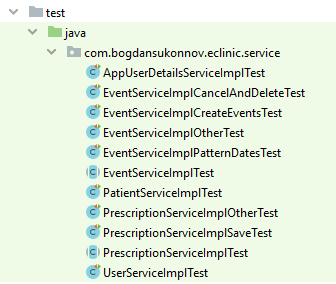 test
java
com.bogdansukonnov.eclinic.service
AppUserDetailsServiceImplTest
EventServiceImplCancelAndDeleteTest
EventServiceImplCreateEventsTest
EventServiceImplOtherTest
EventServiceImplPatternDatesTest
EventServiceImplTest
PatientServiceImplTest
PrescriptionServiceImplOtherTest
PrescriptionServiceImplSaveTest
PrescriptionServiceImplTest
UserServiceImplTest